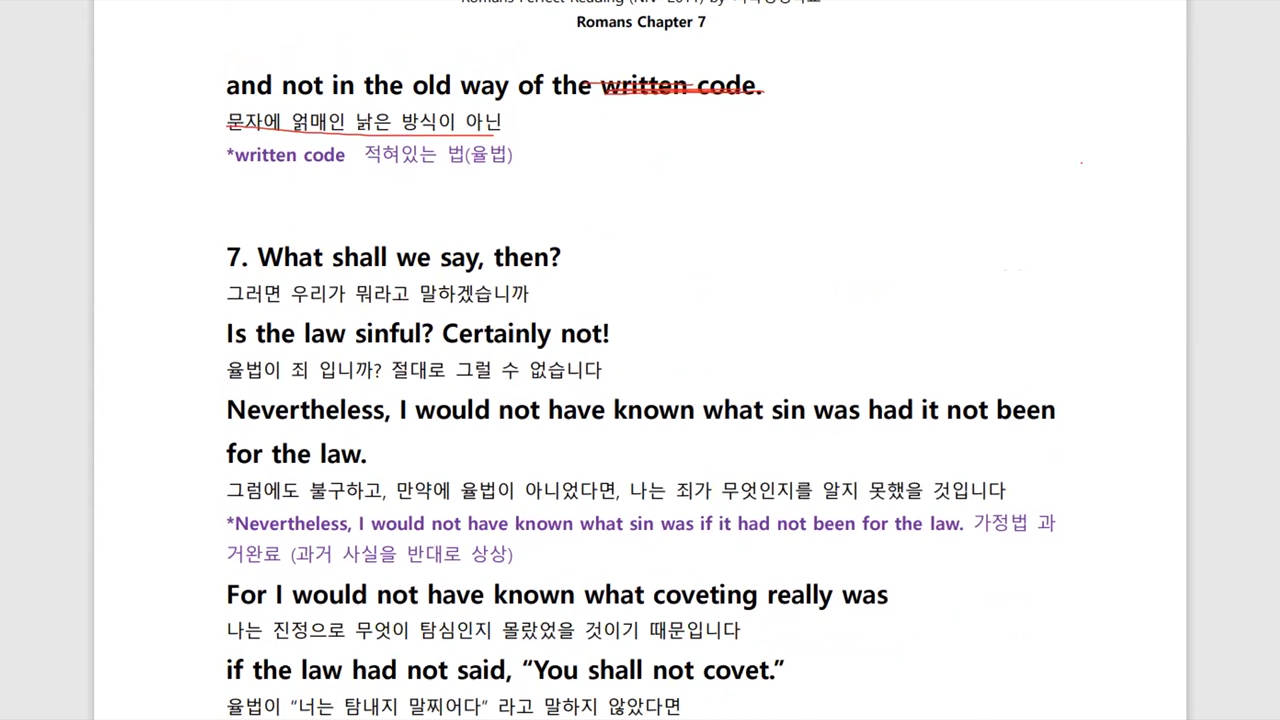 Romans Perfect Reading (NIV 2011) by
Romans Chapter 7
and not in the old way of the written code.
문자에 얽매인 낡은 방식이 아닌
*written code 적혀있는 법(율법)
7. What shall we say, then?
그러면 우리가 뭐라고 말하겠습니까
Is the law sinful? Certainly not!
율법이 죄 입니까? 절대로 그럴 수 없습니다
Nevertheless, I would not have known what sin was had it not been
for the law.
그럼에도 불구하고, 만약에 율법이 아니었다면, 나는 죄가 무엇인지를 알지 못했을 것입니다
*Nevertheless, I would not have known what sin was if it had not been for the law. 가정법 과
거완료 (과거 사실을 반대로 상상)
For I would not have known what coveting really was
나는 진정으로 무엇이 탐심인지 몰랐었을 것이기 때문입니다
if the law had not said, “You shall not covet.”
율법이 “너는 탐내지 말찌어다” 라고 말하지 않았다면